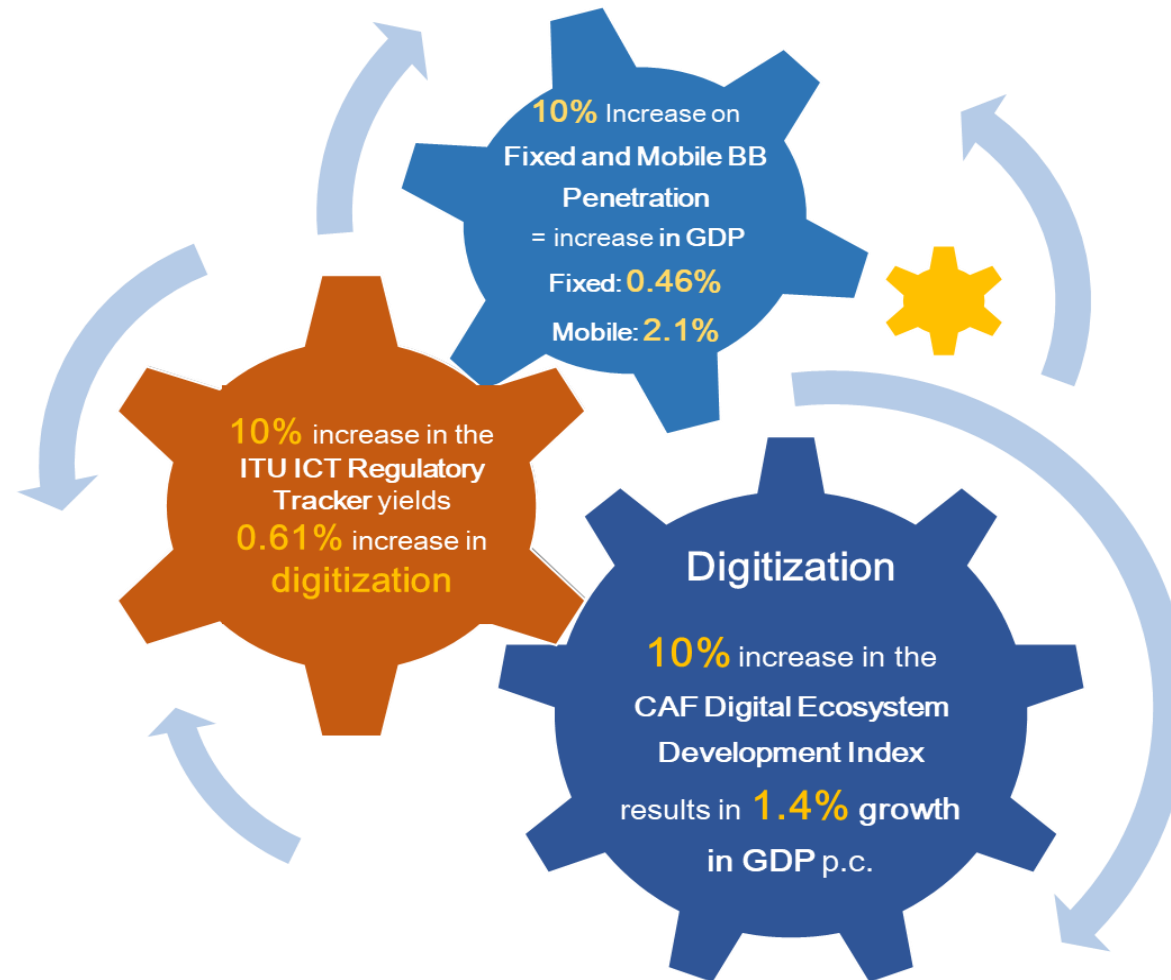 10% Increase on
Fixed and Mobile BB
Penetration
= increase in GDP
Fixed: 0.46%
Mobile: 2.1%
10% increase in the
ITU ICT Regulatory
Tracker yields
0.61% increase in
digitization
Digitization
10% increase in the
CAF Digital Ecosystem
Development Index
results in 1.4% growth
in GDP p.c.